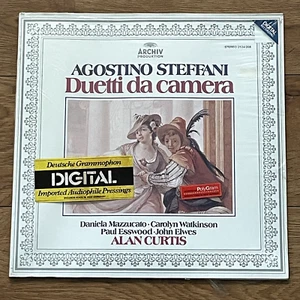 ARCHIV
PRODUKTION
AGOSTINO STEFFANI
Duetti da camera
Deutsche Grammophon
DIGITAL
Imported Audiophile Pressings
PolyGram
Daniela Mazzucato · Carolyn Watkinson
Paul Esswood · John Elwes
ALAN CURTIS